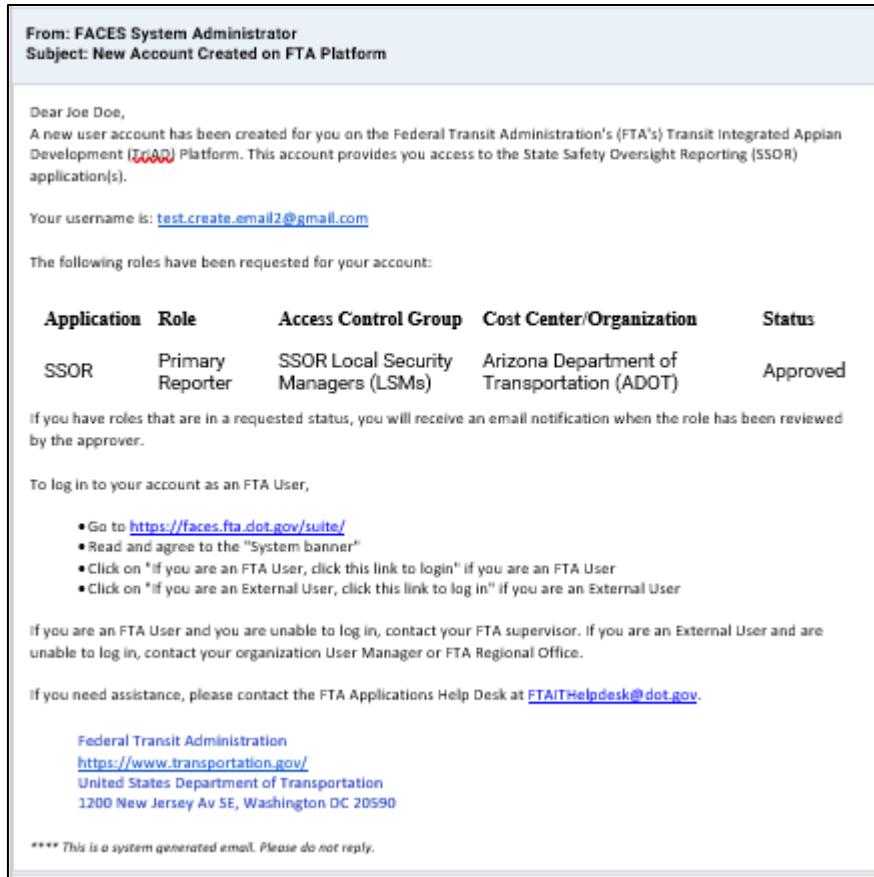 From: FACES System Administrator
Subject: New Account Created on FTA Platform
Dear Joe Doe,
A new user account has been created for you on the Federal Transit Administration's (FTA's) Transit Integrated Appian
Development (TriAD) Platform. This account provides you access to the State Safety Oversight Reporting (SSOR)
application(s).
Your username is: test.create.email2@gmail.com
The following roles have been requested for your account:
Application Role Access Control Group Cost Center/Organization Status
SSOR Primary Reporter SSOR Local Security Managers (LSMs) Arizona Department of Transportation (ADOT) Approved
If you have roles that are in a requested status, you will receive an email notification when the role has been reviewed
by the approver.
To log in to your account as an FTA User,
• Go to https://faces.fta.dot.gov/suite/
• Read and agree to the "System banner"
• Click on "If you are an FTA User, click this link to login" if you are an FTA User
• Click on "If you are an External User, click this link to log in" if you are an External User
If you are an FTA User and you are unable to log in, contact your FTA supervisor. If you are an External User and are
unable to log in, contact your organization User Manager or FTA Regional Office.
If you need assistance, please contact the FTA Applications Help Desk at FTAITHelpdesk@dot.gov.
Federal Transit Administration
https://www.transportation.gov/
United States Department of Transportation
1200 New Jersey Av SE, Washington DC 20590
**** This is a system generated email. Please do not reply.